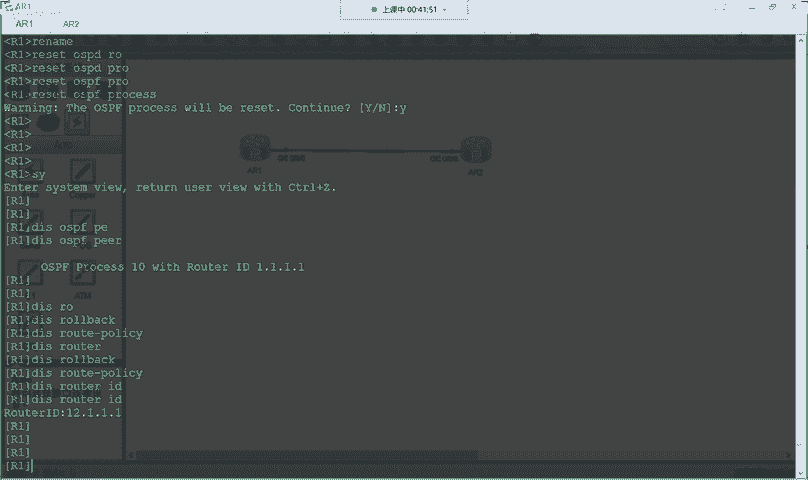 AR1
上课中 00:41:51
AR1 AR2
<R1>rename
<R1>reset ospd ro
<R1>reset ospd pro
<R1>reset ospf pro
<R1>reset ospf process
Warning: The OSPF process will be reset. Continue? [Y/N]:y
<R1>
<R1>
<R1>
<R1>
<R1>sy
Enter system view, return user view with Ctrl+Z.
[R1]
[R1]
[R1]dis ospf pe
[R1]dis ospf peer
OSPF Process 10 with Router ID 1.1.1.1
[R1]
[R1]
[R1]dis ro
[R1]dis rollback
[R1]dis route-policy
[R1]dis router
[R1]dis rollback
[R1]dis route-policy
[R1]dis router id
[R1]dis router id
RouterID:12.1.1.1
[R1]
[R1]
[R1]
[R1]
AR1
AR2